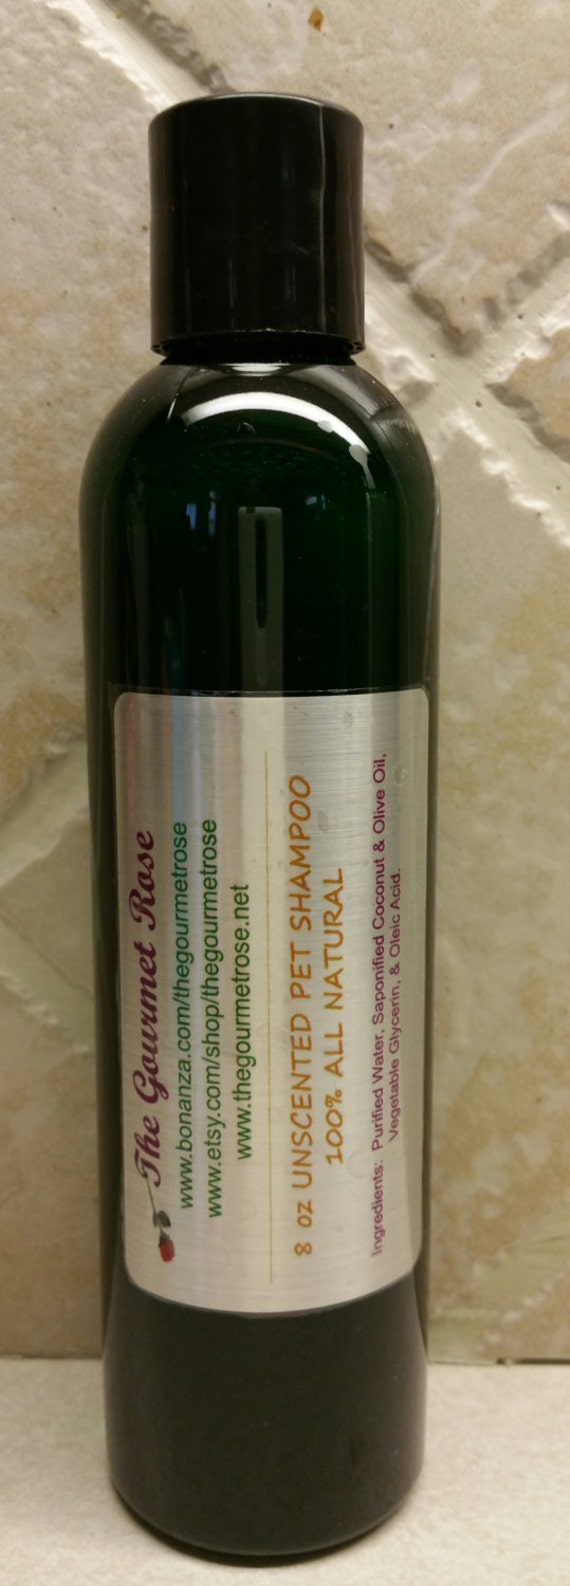 The Gourmet Rose
www.bonanza.com/thegourmetrose
www.etsy.com/shop/thegourmetrose
www.thegourmetrose.net
8 oz UNSCENTED PET SHAMPOO
100% ALL NATURAL
Ingredients: Purified Water, Saponified Coconut & Olive Oil,
Vegetable Glycerin, & Oleic Acid.